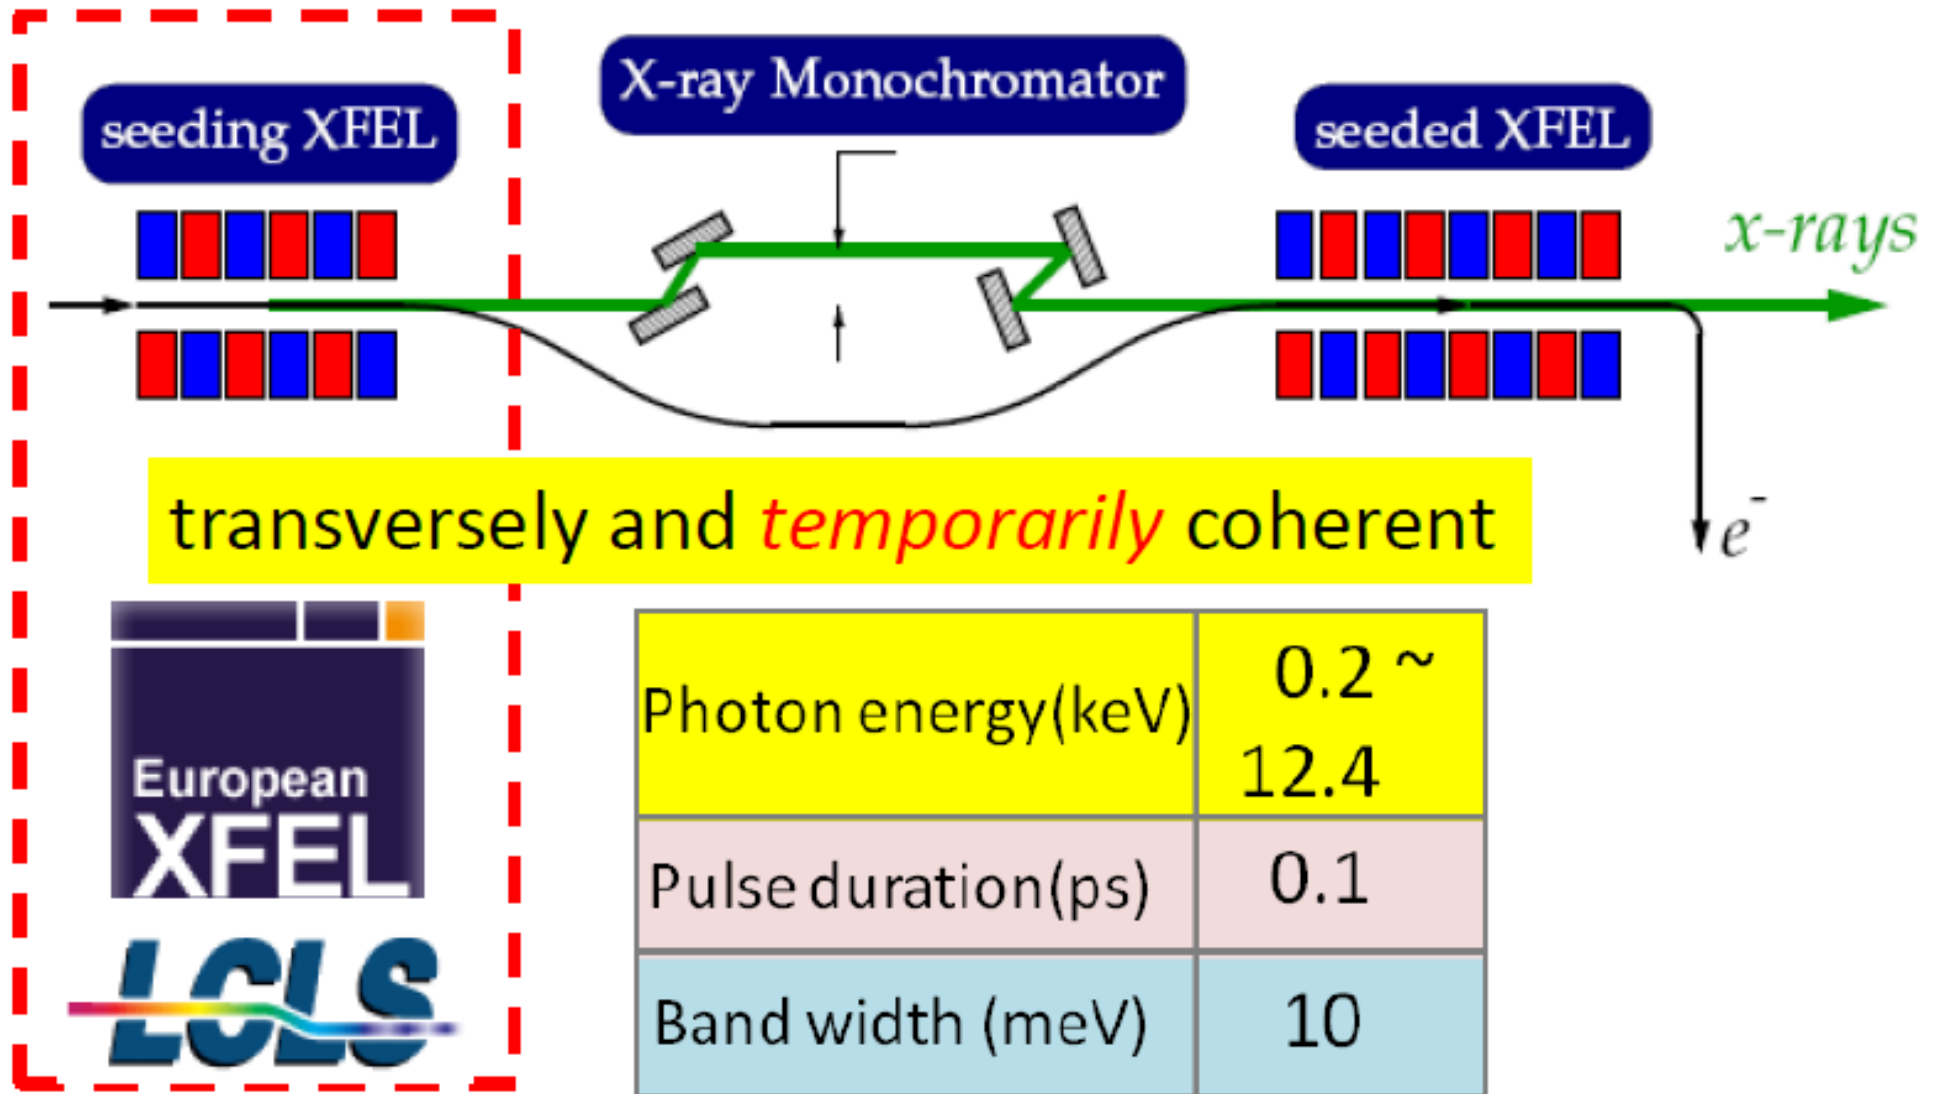 seeding XFEL
X-ray Monochromator
seeded XFEL
x-rays
transversely and temporarily coherent
e-
European
XFEL
LCLS
Photon energy(keV)
0.2 ~
12.4
Pulse duration(ps)
0.1
Band width (meV)
10